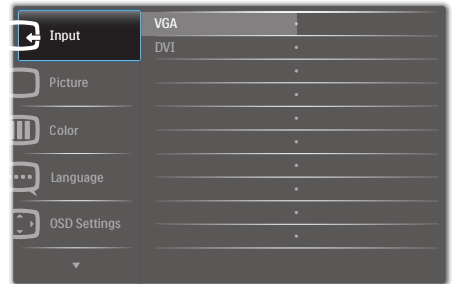 Input
VGA
DVI
Picture
Color
Language
OSD Settings